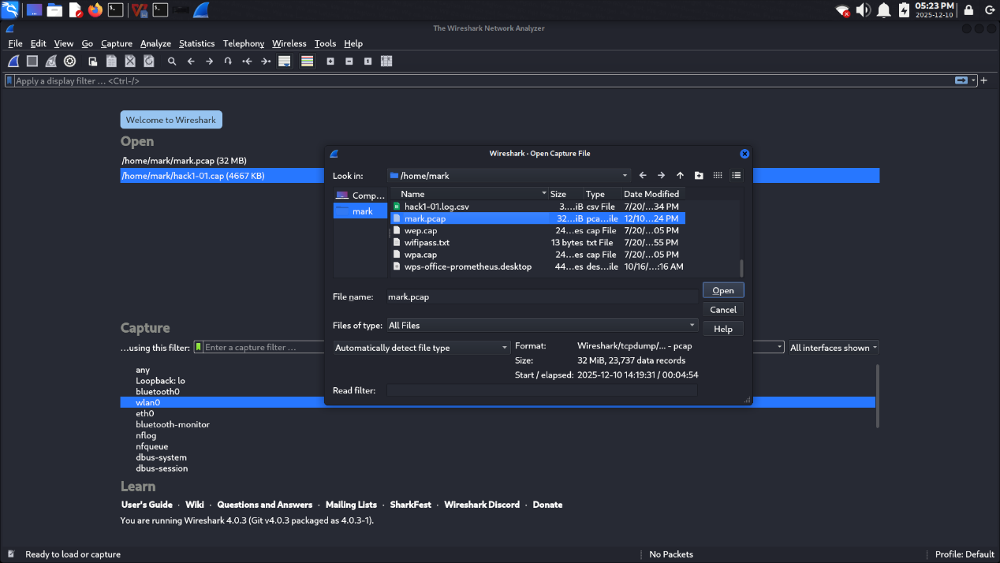 05:23 PM
2025-12-10
The Wireshark Network Analyzer
File Edit View Go Capture Analyze Statistics Telephony Wireless Tools Help
Apply a display filter ... <Ctrl-/>
Welcome to Wireshark
Open
/home/mark/mark.pcap (32 MB)
/home/mark/hack1-01.cap (4667 KB)
Wireshark · Open Capture File
Look in: /home/mark
Comp...
mark
Name Size Type Date Modified
hack1-01.log.csv 3....iB csv File 7/20/...34 PM
mark.pcap 32...iB pca...ile 12/10...24 PM
wep.cap 24...es cap File 7/20/...05 PM
wifipass.txt 13 bytes txt File 7/20/...55 PM
wpa.cap 24...es cap File 7/20/...05 PM
wps-office-prometheus.desktop 44...es des...ile 10/16/...:16 AM
File name: mark.pcap
Open
Cancel
Files of type: All Files
Help
Automatically detect file type
Format: Wireshark/tcpdump/... - pcap
Size: 32 MiB, 23,737 data records
Start / elapsed: 2025-12-10 14:19:31 / 00:04:54
Read filter:
Capture
...using this filter: Enter a capture filter ... All interfaces shown
any
Loopback: lo
bluetooth0
wlan0
eth0
bluetooth-monitor
nflog
nfqueue
dbus-system
dbus-session
Learn
User's Guide · Wiki · Questions and Answers · Mailing Lists · SharkFest · Wireshark Discord · Donate
You are running Wireshark 4.0.3 (Git v4.0.3 packaged as 4.0.3-1).
Ready to load or capture No Packets Profile: Default